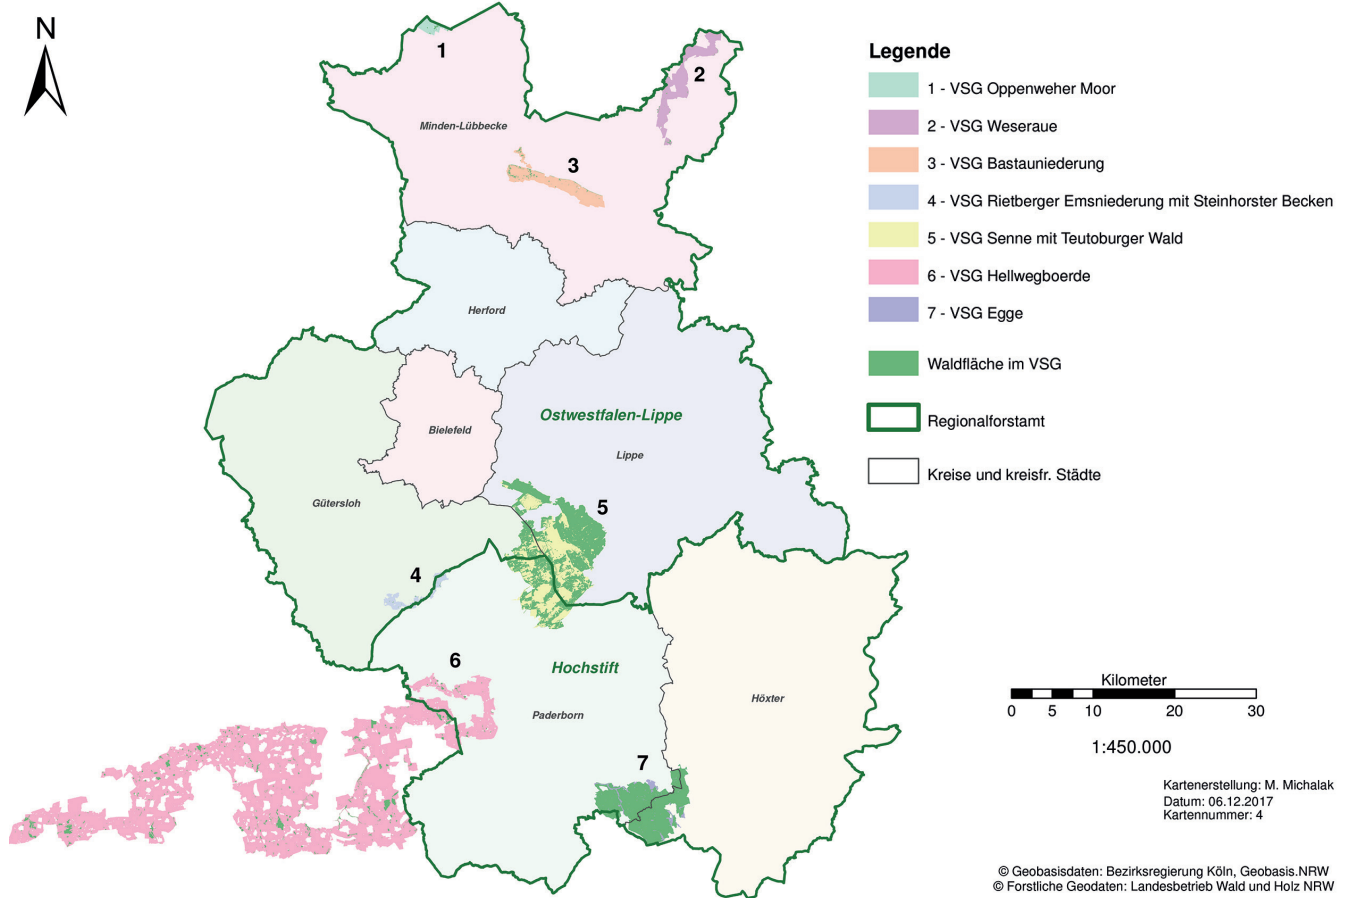 N
1
2
Minden-Lübbecke
3
Herford
Ostwestfalen-Lippe
Bielefeld
Lippe
Gütersloh
5
4
6
Hochstift
Paderborn
Höxter
7
Legende
1 - VSG Oppenweher Moor
2 - VSG Weseraue
3 - VSG Bastauniederung
4 - VSG Rietberger Emsniederung mit Steinhorster Becken
5 - VSG Senne mit Teutoburger Wald
6 - VSG Hellwegboerde
7 - VSG Egge
Waldfläche im VSG
Regionalforstamt
Kreise und kreisfr. Städte
Kilometer
0 5 10 20 30
1:450.000
Kartenerstellung: M. Michalak
Datum: 06.12.2017
Kartennummer: 4
© Geobasisdaten: Bezirksregierung Köln, Geobasis.NRW
© Forstliche Geodaten: Landesbetrieb Wald und Holz NRW